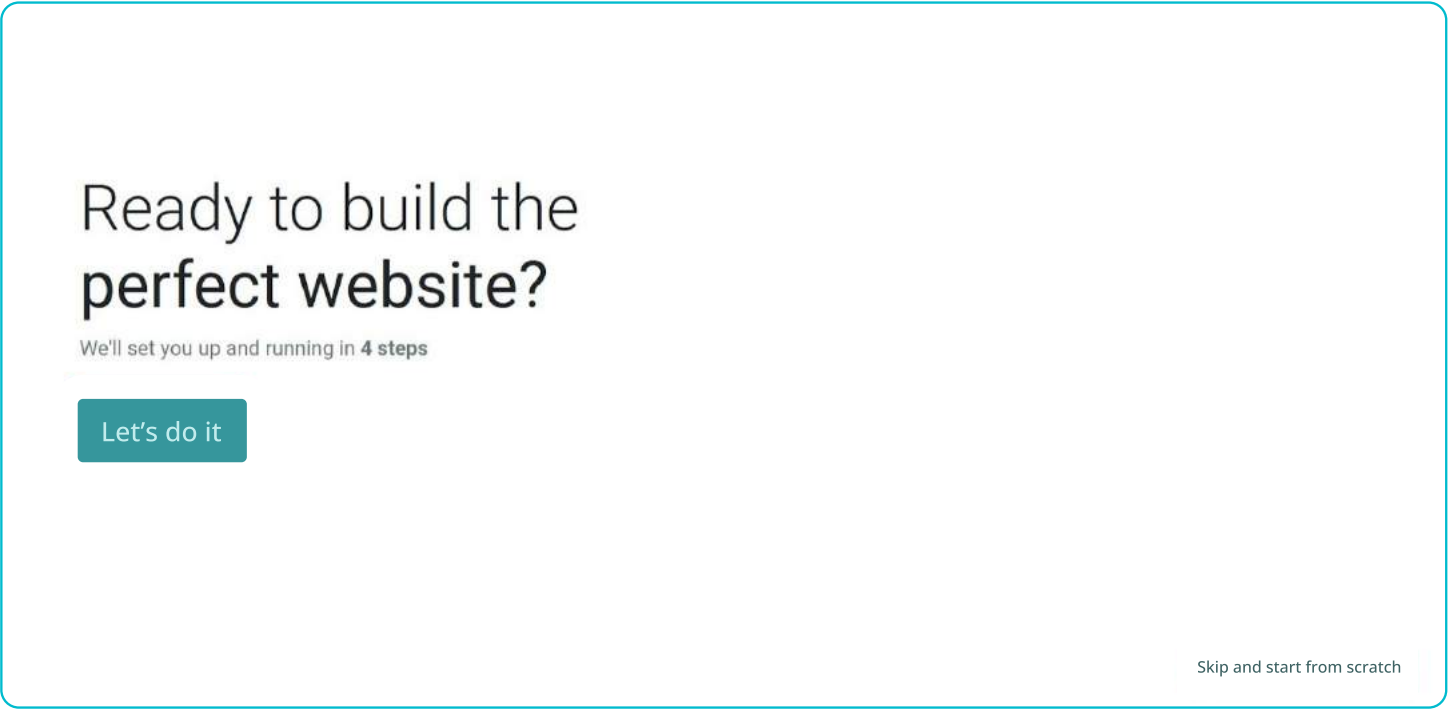 Ready to build the
perfect website?
We'll set you up and running in 4 steps
Let’s do it
Skip and start from scratch